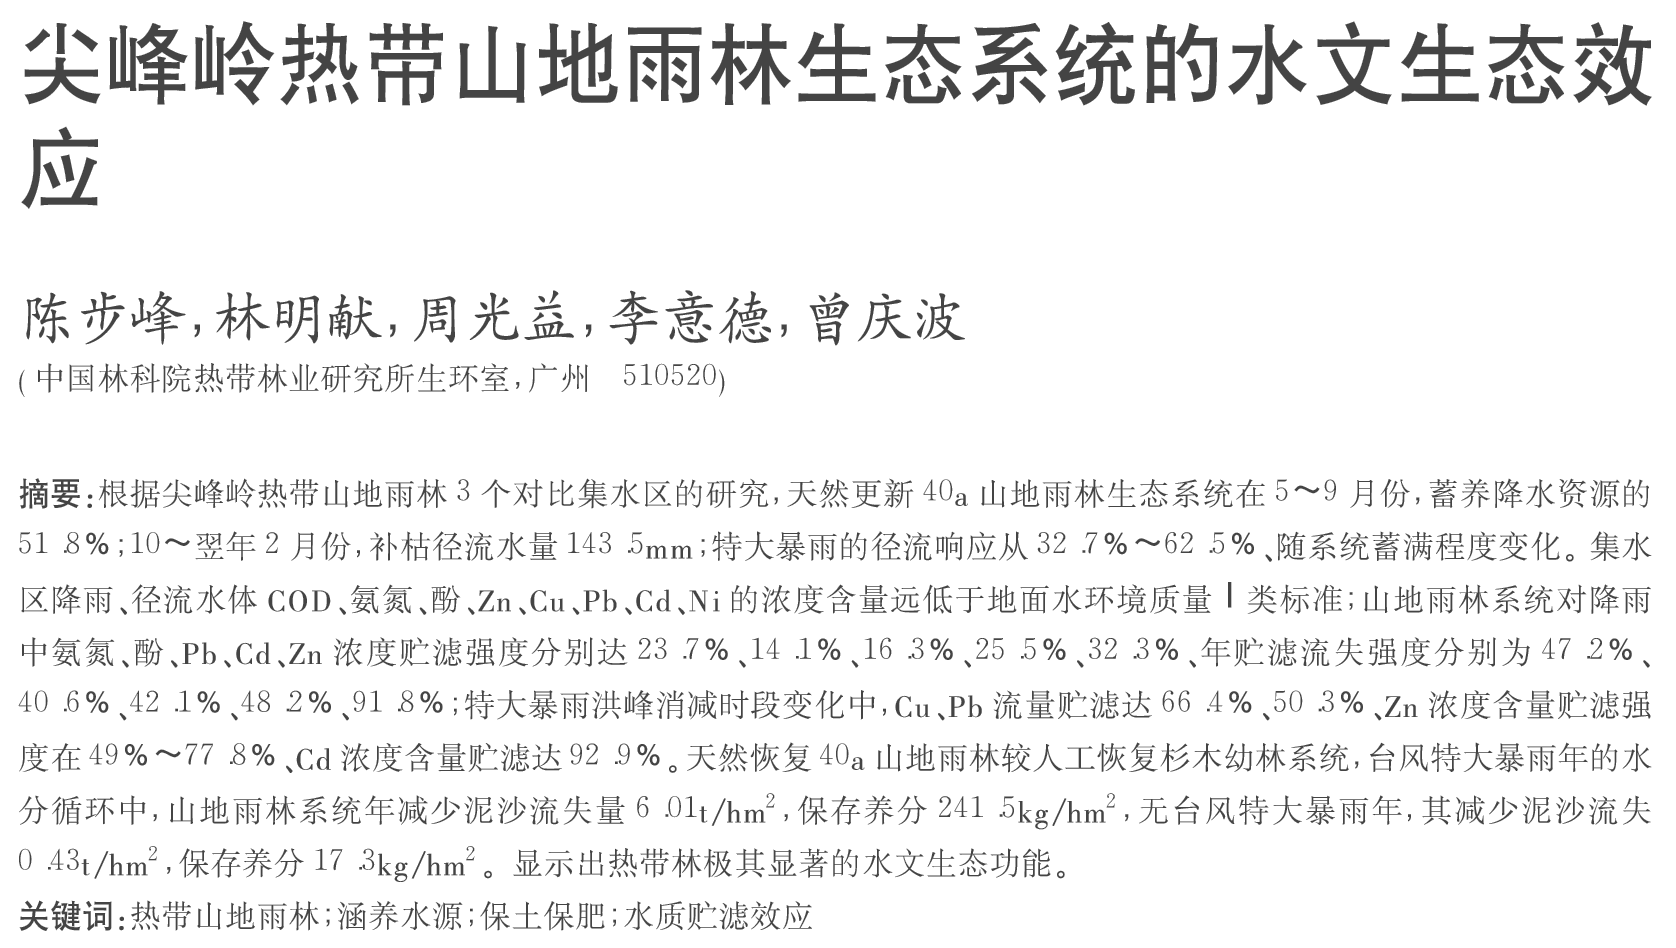 尖峰岭热带山地雨林生态系统的水文生态效
应
陈步峰,林明献,周光益,李意德,曾庆波
(中国林科院热带林业研究所生环室,广州 510520)
摘要:根据尖峰岭热带山地雨林 3 个对比集水区的研究,天然更新 40a 山地雨林生态系统在 5～9 月份,蓄养降水资源的
51.8%;10～翌年 2 月份,补枯径流水量 143.5mm;特大暴雨的径流响应从 32.7%～62.5%、随系统蓄满程度变化。集水
区降雨、径流水体 COD、氨氮、酚、Zn、Cu、Pb、Cd、Ni 的浓度含量远低于地面水环境质量 I 类标准;山地雨林系统对降雨
中氨氮、酚、Pb、Cd、Zn 浓度贮滤强度分别达 23.7%、14.1%、16.3%、25.5%、32.3%、年贮滤流失强度分别为 47.2%、
40.6%、42.1%、48.2%、91.8%;特大暴雨洪峰消减时段变化中,Cu、Pb 流量贮滤达 66.4%、50.3%、Zn 浓度含量贮滤强
度在 49%～77.8%、Cd 浓度含量贮滤达 92.9%。天然恢复 40a 山地雨林较人工恢复杉木幼林系统,台风特大暴雨年的水
分循环中,山地雨林系统年减少泥沙流失量 6.01t/hm²,保存养分 241.5kg/hm²,无台风特大暴雨年,其减少泥沙流失
0.43t/hm²,保存养分 17.3kg/hm²。显示出热带林极其显著的水文生态功能。
关键词:热带山地雨林;涵养水源;保土保肥;水质贮滤效应